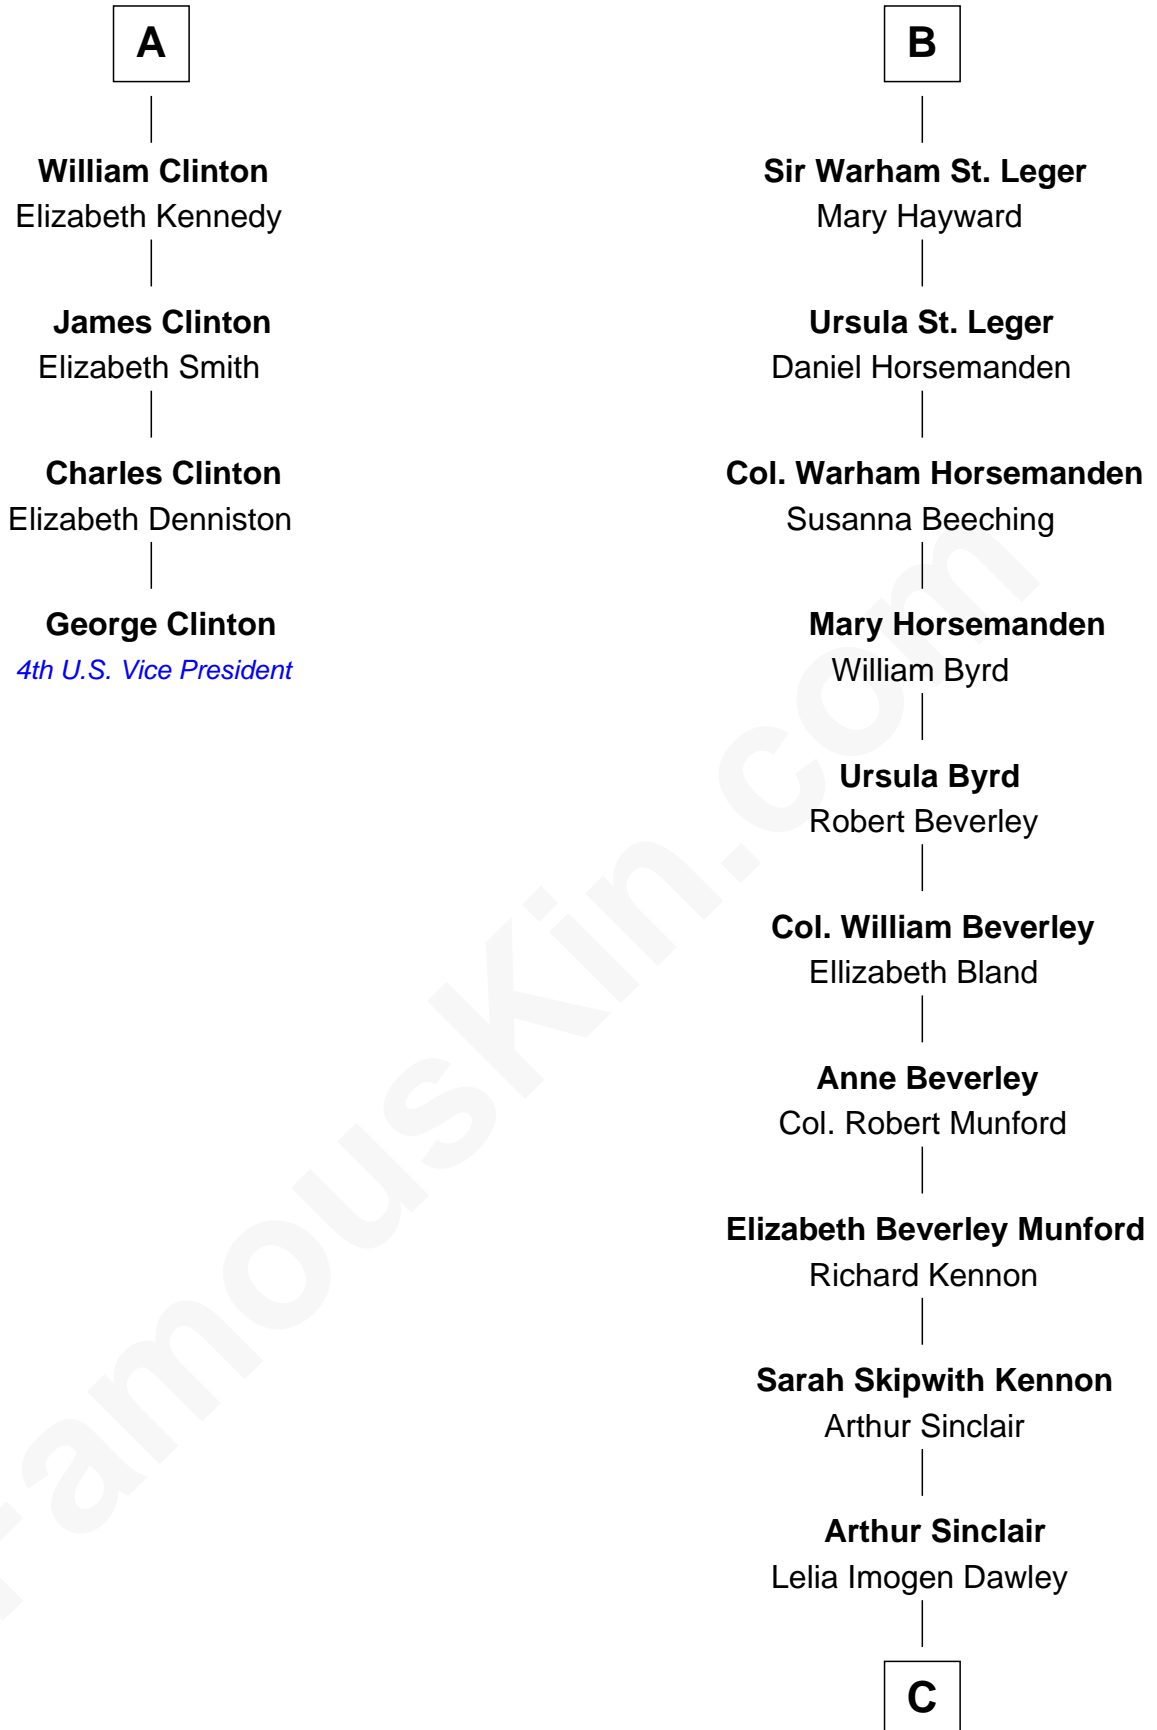 A
William Clinton
Elizabeth Kennedy
James Clinton
Elizabeth Smith
Charles Clinton
Elizabeth Denniston
George Clinton
4th U.S. Vice President
B
Sir Warham St. Leger
Mary Hayward
Ursula St. Leger
Daniel Horsemanden
Col. Warham Horsemanden
Susanna Beeching
Mary Horsemanden
William Byrd
Ursula Byrd
Robert Beverley
Col. William Beverley
Ellizabeth Bland
Anne Beverley
Col. Robert Munford
Elizabeth Beverley Munford
Richard Kennon
Sarah Skipwith Kennon
Arthur Sinclair
Arthur Sinclair
Lelia Imogen Dawley
C
FamousKin.com